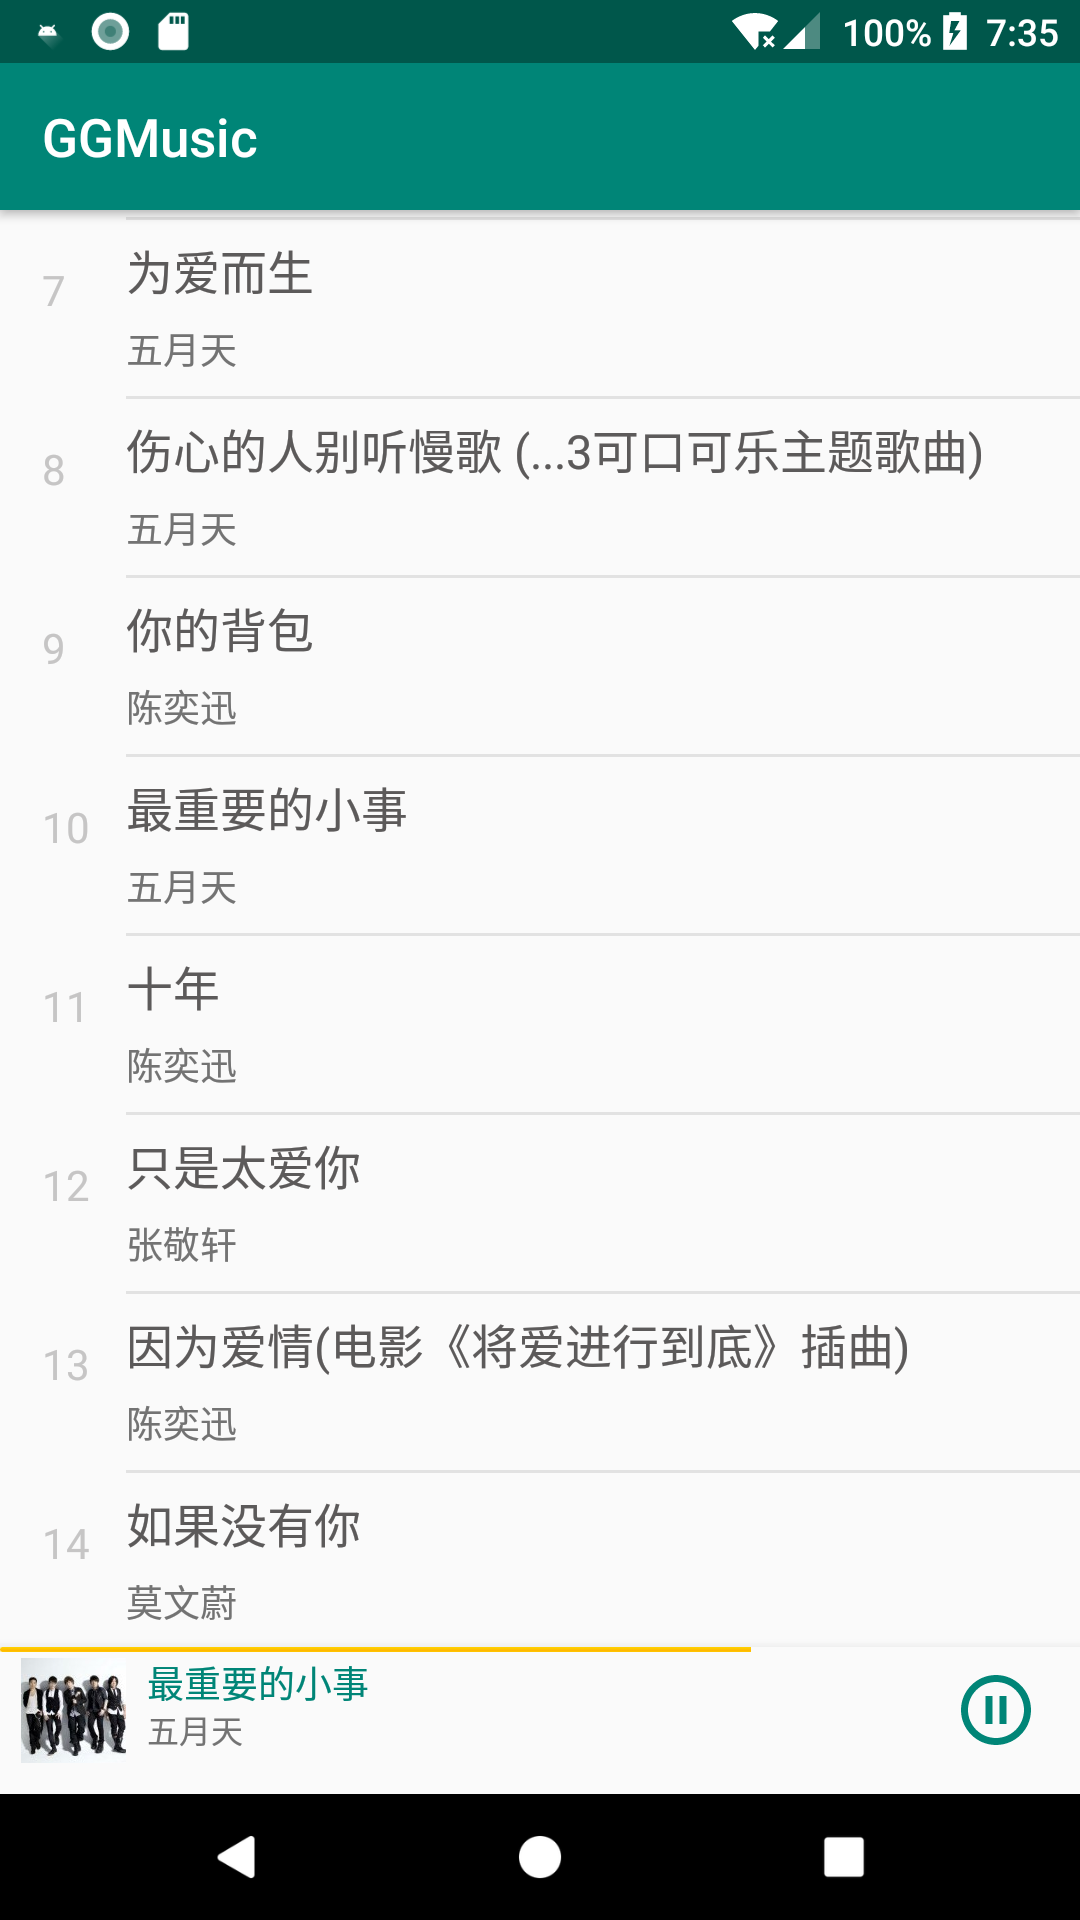 100% 7:35
GGMusic
7 为爱而生
五月天
8 伤心的人别听慢歌 (...3可口可乐主题歌曲)
五月天
9 你的背包
陈奕迅
10 最重要的小事
五月天
11 十年
陈奕迅
12 只是太爱你
张敬轩
13 因为爱情(电影《将爱进行到底》插曲)
陈奕迅
14 如果没有你
莫文蔚
最重要的小事
五月天